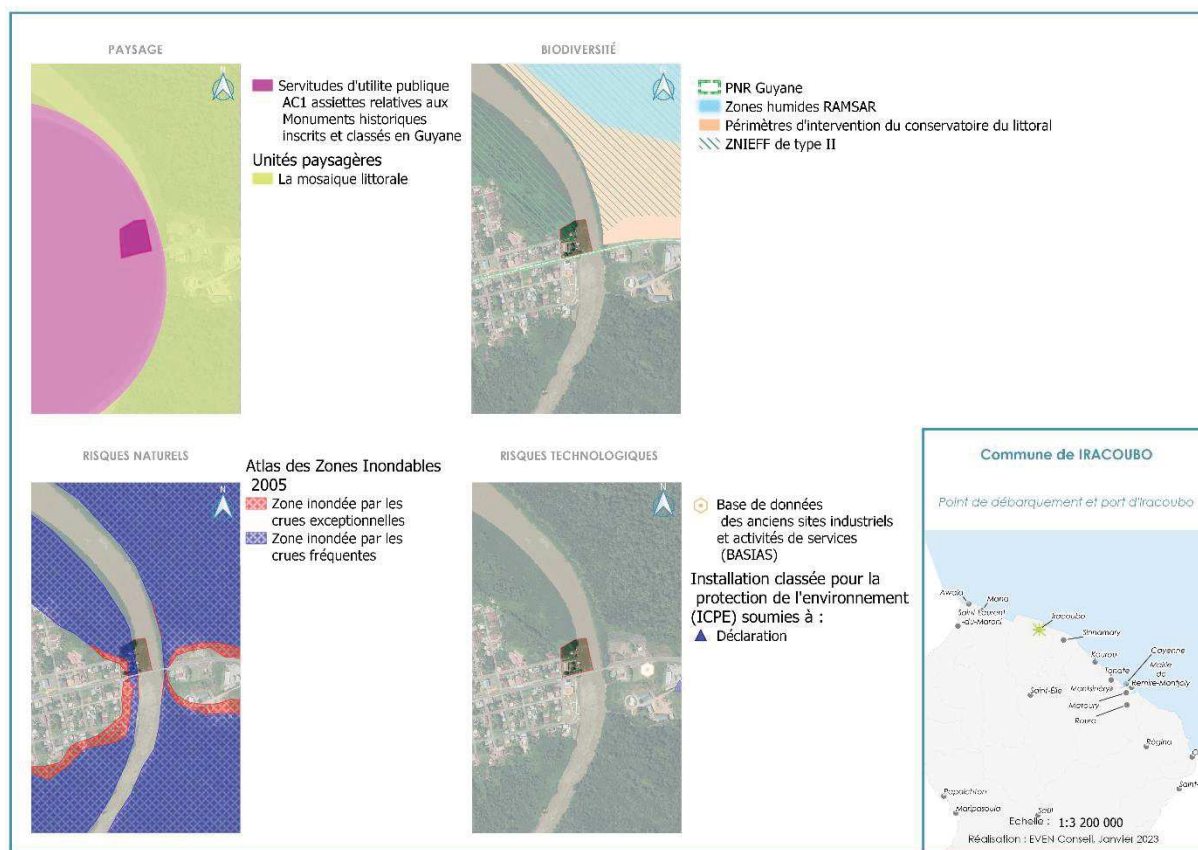 PAYSAGE
N
Servitudes d'utilite publique
AC1 assiettes relatives aux
Monuments historiques
inscrits et classés en Guyane
Unités paysagères
La mosaique littorale
BIODIVERSITÉ
N
PNR Guyane
Zones humides RAMSAR
Périmètres d'intervention du conservatoire du littoral
ZNIEFF de type II
RISQUES NATURELS
N
Atlas des Zones Inondables
2005
Zone inondée par les
crues exceptionnelles
Zone inondée par les
crues fréquentes
RISQUES TECHNOLOGIQUES
N
Base de données
des anciens sites industriels
et activités de services
(BASIAS)
Installation classée pour la
protection de l'environnement
(ICPE) soumies à :
Déclaration
Commune de IRACOUBO
Point de débarquement et port d'Iracoubo
Awala
Mana
Saint-Laurent
-du-Maroni
Iracoubo
Sinnamary
Kourou
Cayenne
Tonate
Mairie
de
Remire-Montjoly
Saint-Élie
Montsinéry
Matoury
Roura
Régina
Saint-
Papaichton
Maripasoula
Saül
Echelle : 1:3 200 000
Réalisation : EVEN Conseil, Janvier 2023